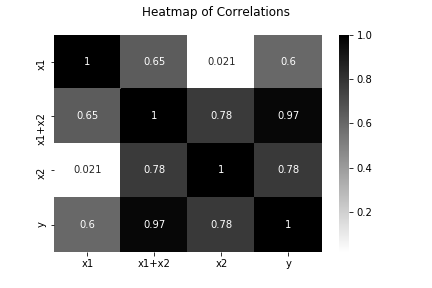 Heatmap of Correlations
x1 1 0.65 0.021 0.6
x1+x2 0.65 1 0.78 0.97
x2 0.021 0.78 1 0.78
y 0.6 0.97 0.78 1
x1 x1+x2 x2 y
1.0
0.8
0.6
0.4
0.2